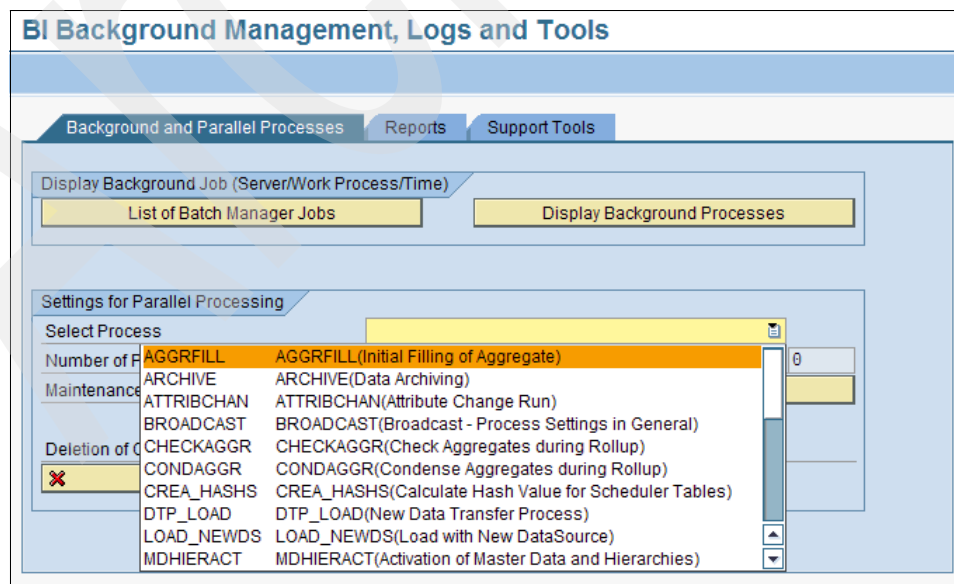 BI Background Management, Logs and Tools
Background and Parallel Processes Reports Support Tools
Display Background Job (Server/Work Process/Time)
List of Batch Manager Jobs Display Background Processes
Settings for Parallel Processing
Select Process
Number of P 0
AGGRFILL AGGRFILL(Initial Filling of Aggregate)
ARCHIVE ARCHIVE(Data Archiving)
Maintenance
ATTRIBCHAN ATTRIBCHAN(Attribute Change Run)
BROADCAST BROADCAST(Broadcast - Process Settings in General)
Deletion of
CHECKAGGR CHECKAGGR(Check Aggregates during Rollup)
CONDAGGR CONDAGGR(Condense Aggregates during Rollup)
CREA_HASHS CREA_HASHS(Calculate Hash Value for Scheduler Tables)
DTP_LOAD DTP_LOAD(New Data Transfer Process)
LOAD_NEWDS LOAD_NEWDS(Load with New DataSource)
MDHIERACT MDHIERACT(Activation of Master Data and Hierarchies)